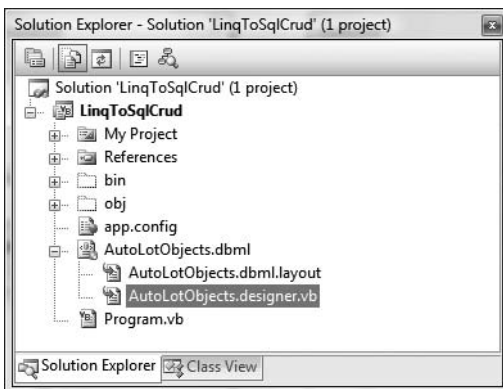 Solution Explorer - Solution 'LinqToSqlCrud' (1 project)
Solution 'LinqToSqlCrud' (1 project)
LinqToSqlCrud
My Project
References
bin
obj
app.config
AutoLotObjects.dbml
AutoLotObjects.dbml.layout
AutoLotObjects.designer.vb
Program.vb
Solution Explorer Class View